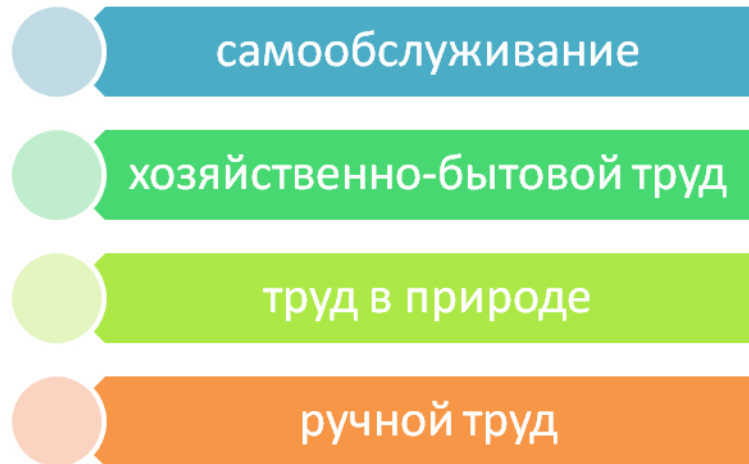 самообслуживание
хозяйственно-бытовой труд
труд в природе
ручной труд